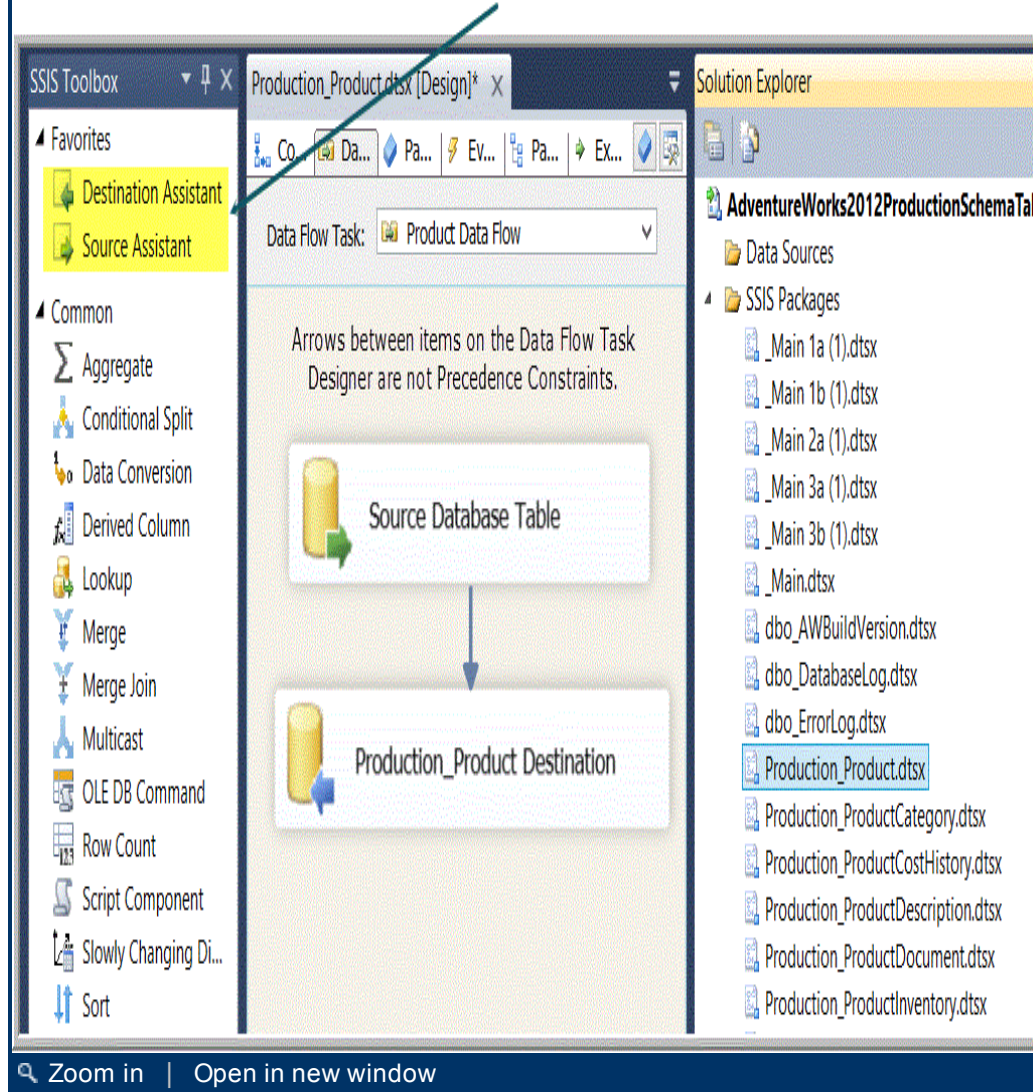 SSIS Toolbox
Favorites
Destination Assistant
Source Assistant
Common
Aggregate
Conditional Split
Data Conversion
Derived Column
Lookup
Merge
Merge Join
Multicast
OLE DB Command
Row Count
Script Component
Slowly Changing Di...
Sort
Production_Product.dtsx [Design]*
Co... Da... Pa... Ev... Pa... Ex...
Data Flow Task: Product Data Flow
Arrows between items on the Data Flow Task
Designer are not Precedence Constraints.
Source Database Table
Production_Product Destination
Solution Explorer
AdventureWorks2012ProductionSchemaTal
Data Sources
SSIS Packages
_Main 1a (1).dtsx
_Main 1b (1).dtsx
_Main 2a (1).dtsx
_Main 3a (1).dtsx
_Main 3b (1).dtsx
_Main.dtsx
dbo_AWBuildVersion.dtsx
dbo_DatabaseLog.dtsx
dbo_ErrorLog.dtsx
Production_Product.dtsx
Production_ProductCategory.dtsx
Production_ProductCostHistory.dtsx
Production_ProductDescription.dtsx
Production_ProductDocument.dtsx
Production_ProductInventory.dtsx
Zoom in | Open in new window